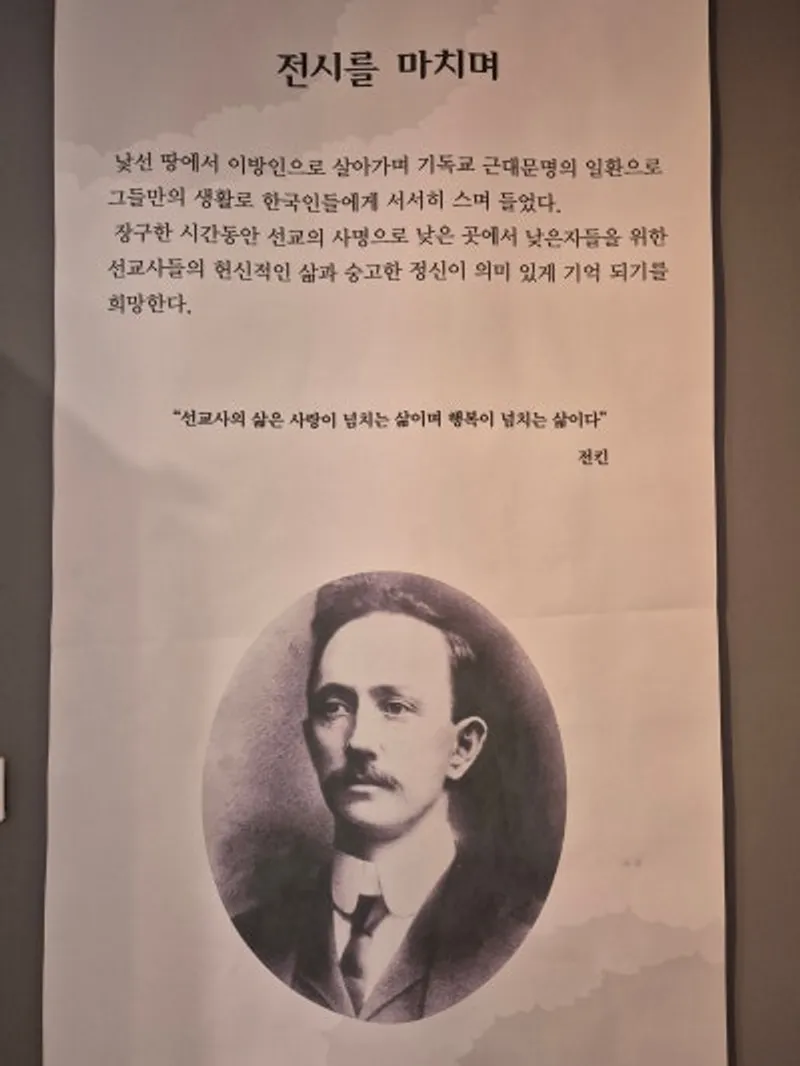 전시를 마치며
낯선 땅에서 이방인으로 살아가며 기독교 근대문명의 일환으로
그들만의 생활로 한국인들에게 서서히 스며 들었다.
장구한 시간동안 선교의 사명으로 낮은 곳에서 낮은자들을 위한
선교사들의 헌신적인 삶과 숭고한 정신이 의미 있게 기억 되기를
희망한다.
"선교사의 삶은 사랑이 넘치는 삶이며 행복이 넘치는 삶이다"
전킨